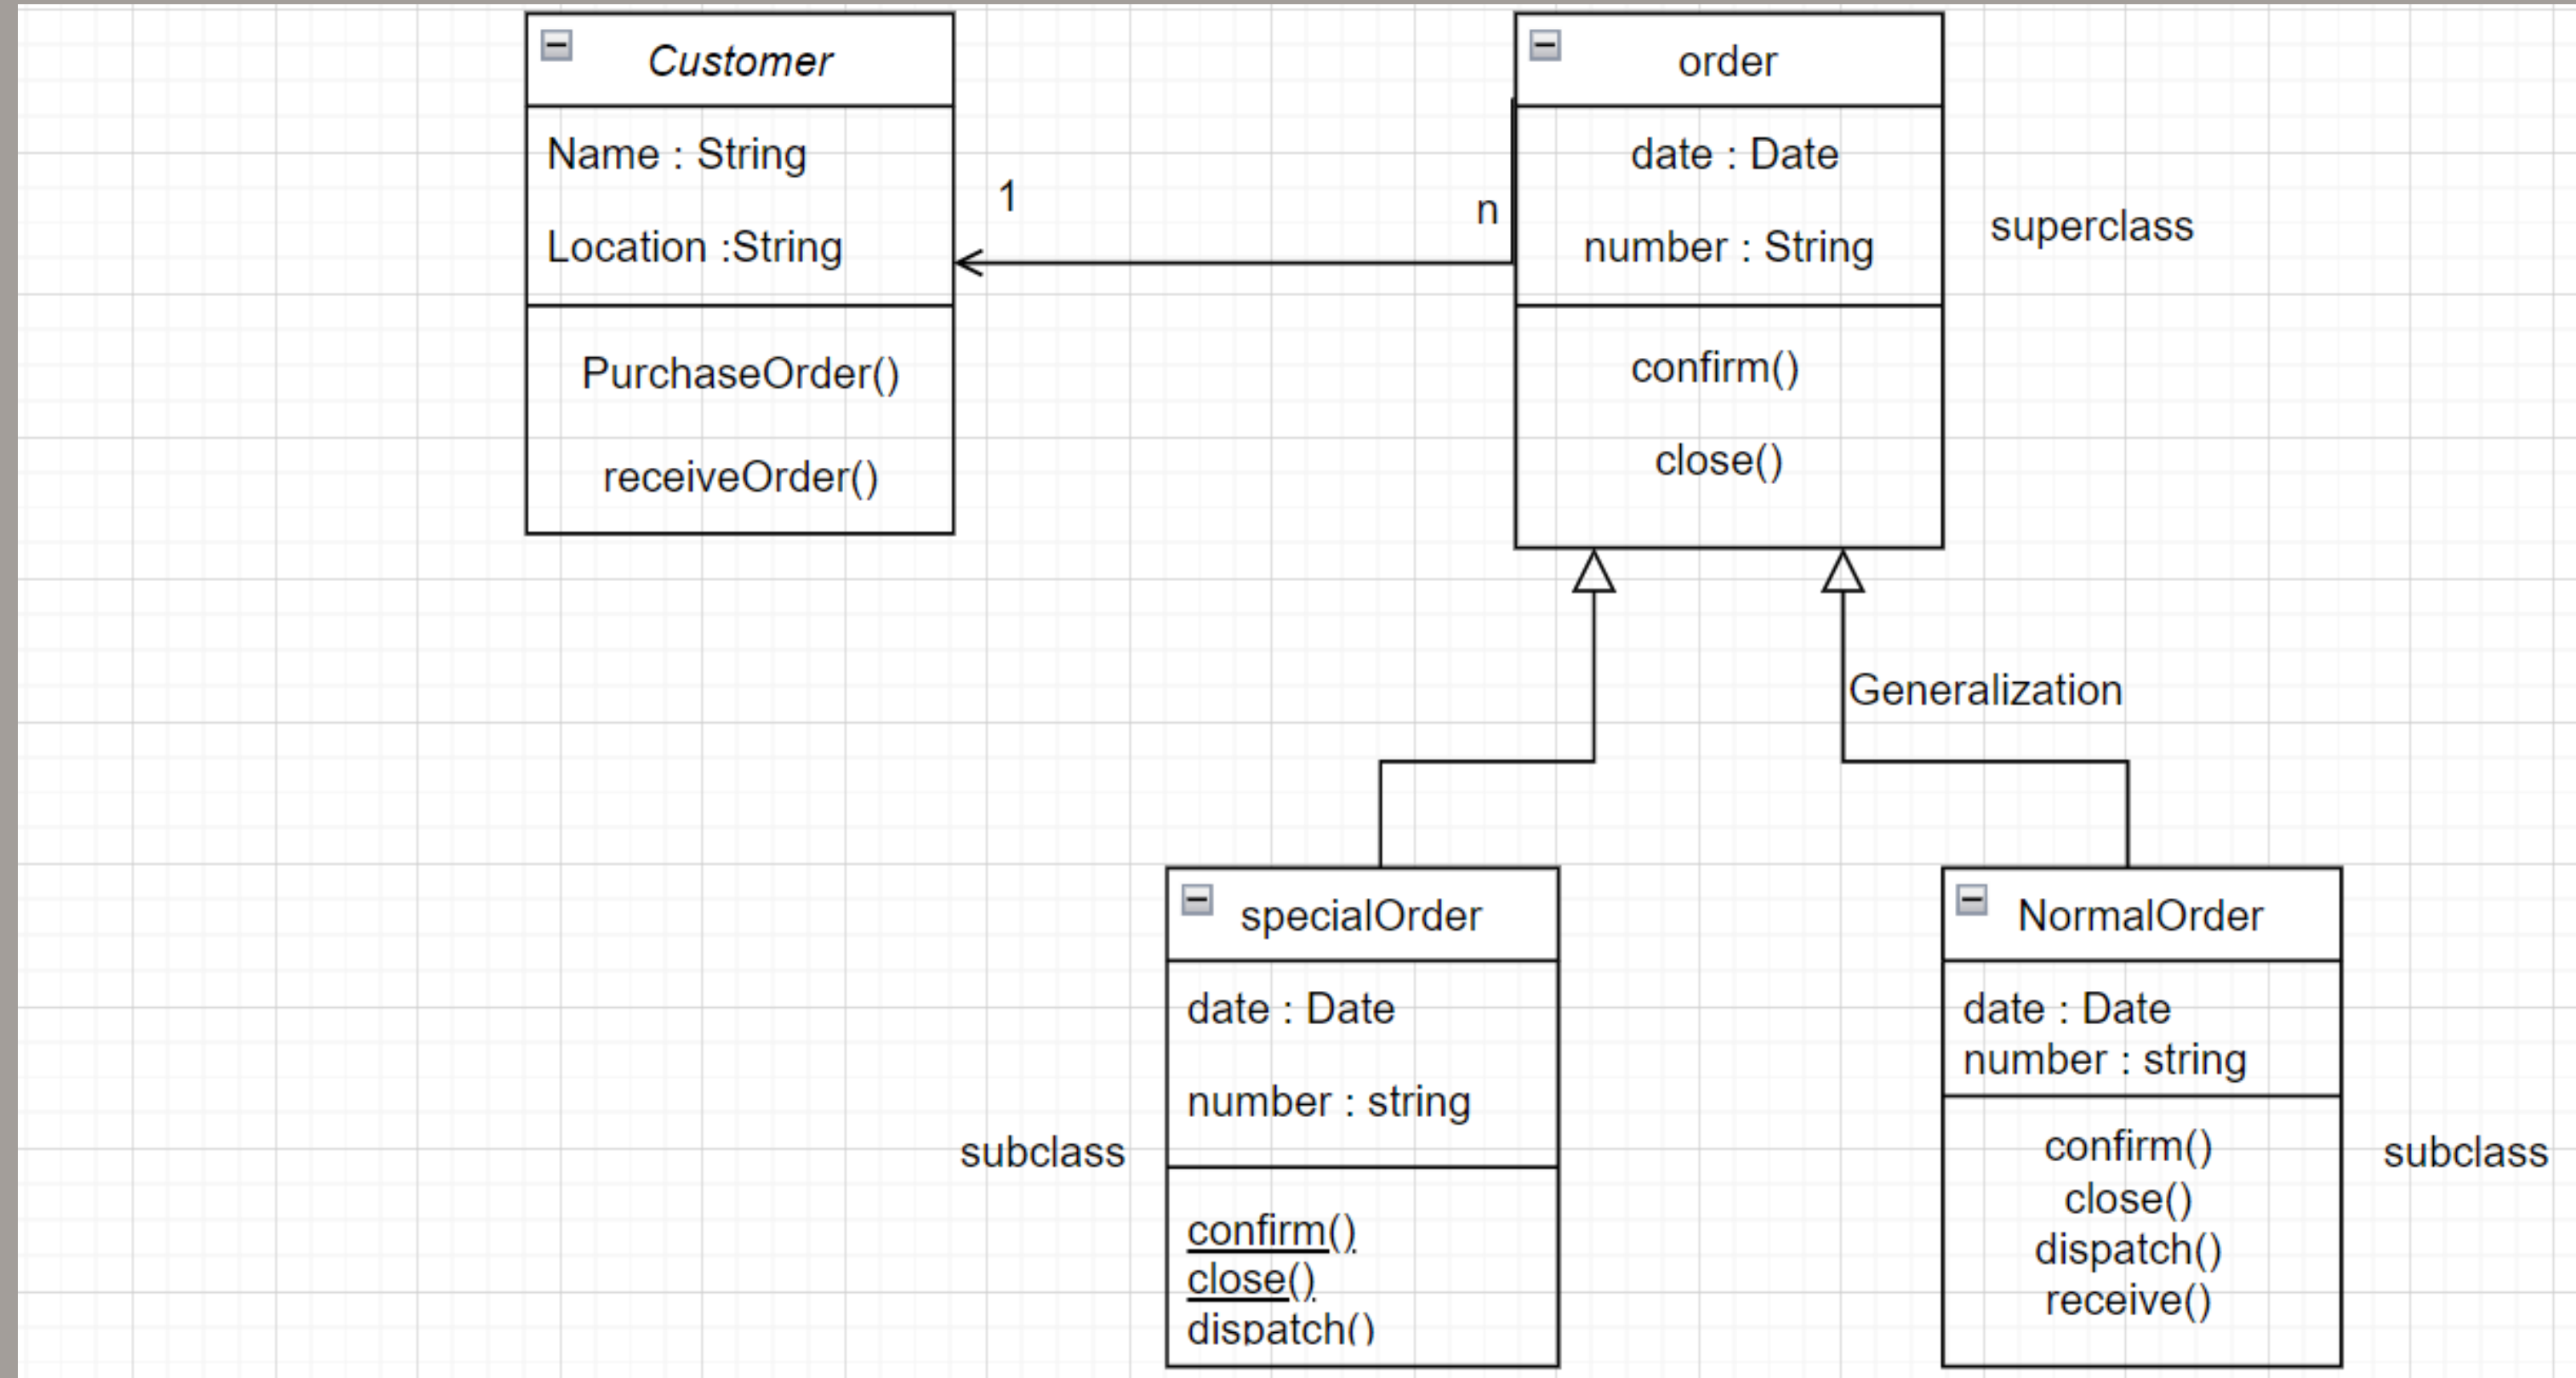 Customer
Name : String
Location :String
PurchaseOrder()
receiveOrder()
1
n
order
date : Date
number : String
confirm()
close()
superclass
Generalization
specialOrder
date : Date
number : string
confirm()
close()
dispatch()
subclass
NormalOrder
date : Date
number : string
confirm()
close()
dispatch()
receive()
subclass